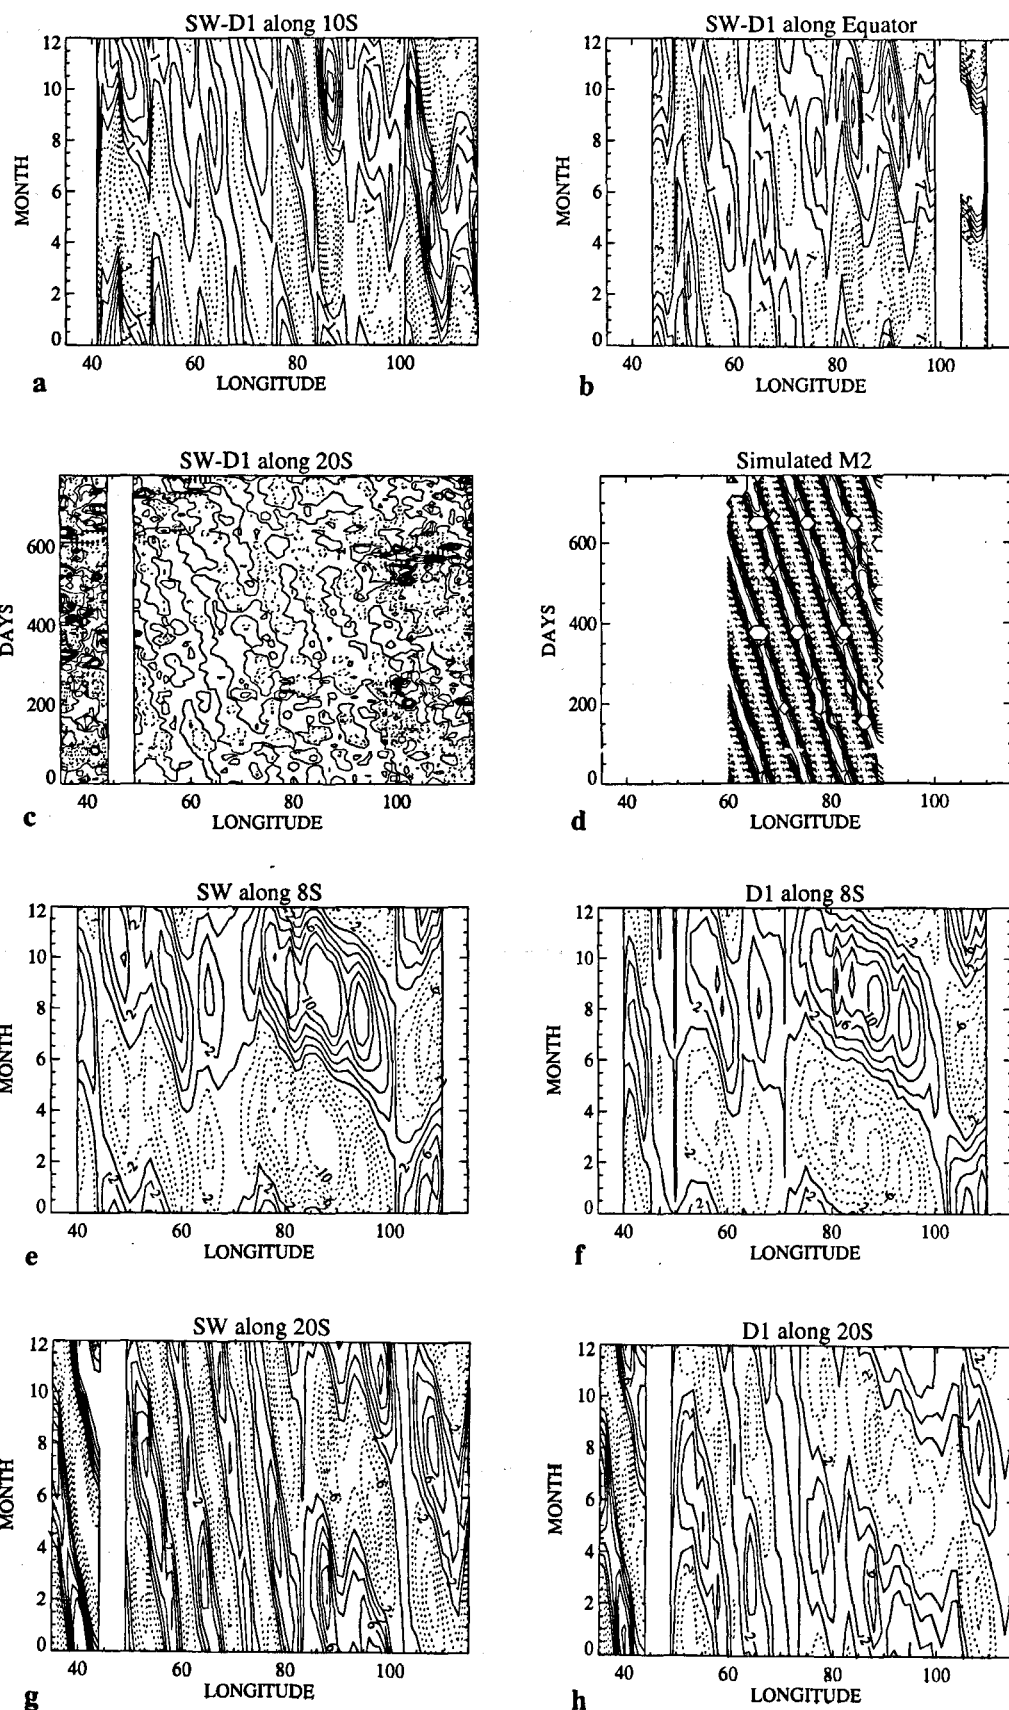 SW-D1 along 10S
12
10
8
6
4
2
0
MONTH
40 60 80 100
LONGITUDE
a
SW-D1 along Equator
12
10
8
6
4
2
0
MONTH
40 60 80 100
LONGITUDE
b
SW-D1 along 20S
600
400
200
0
DAYS
40 60 80 100
LONGITUDE
c
Simulated M2
600
400
200
0
DAYS
40 60 80 100
LONGITUDE
d
SW along 8S
12
10
8
6
4
2
0
MONTH
40 60 80 100
LONGITUDE
e
D1 along 8S
12
10
8
6
4
2
0
MONTH
40 60 80 100
LONGITUDE
f
SW along 20S
12
10
8
6
4
2
0
MONTH
40 60 80 100
LONGITUDE
g
D1 along 20S
12
10
8
6
4
2
0
MONTH
40 60 80 100
LONGITUDE
h